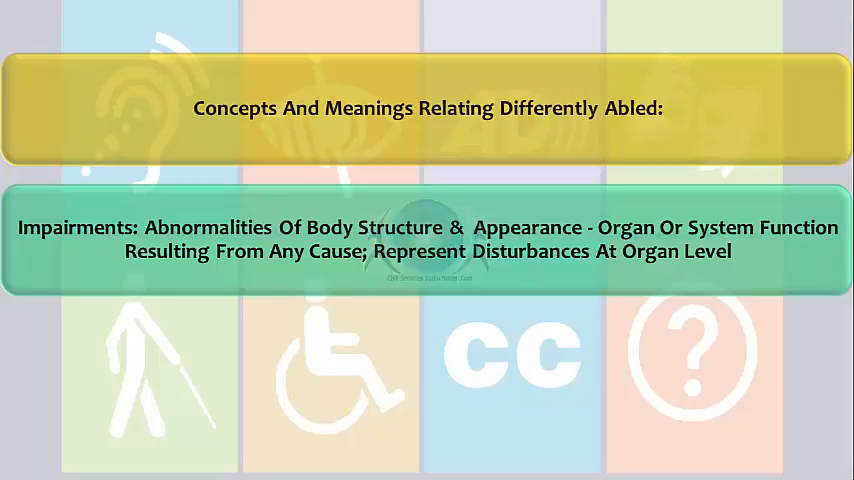 Concepts And Meanings Relating Differently Abled:
Impairments: Abnormalities Of Body Structure & Appearance - Organ Or System Function
Resulting From Any Cause; Represent Disturbances At Organ Level
AD)))
CC
?